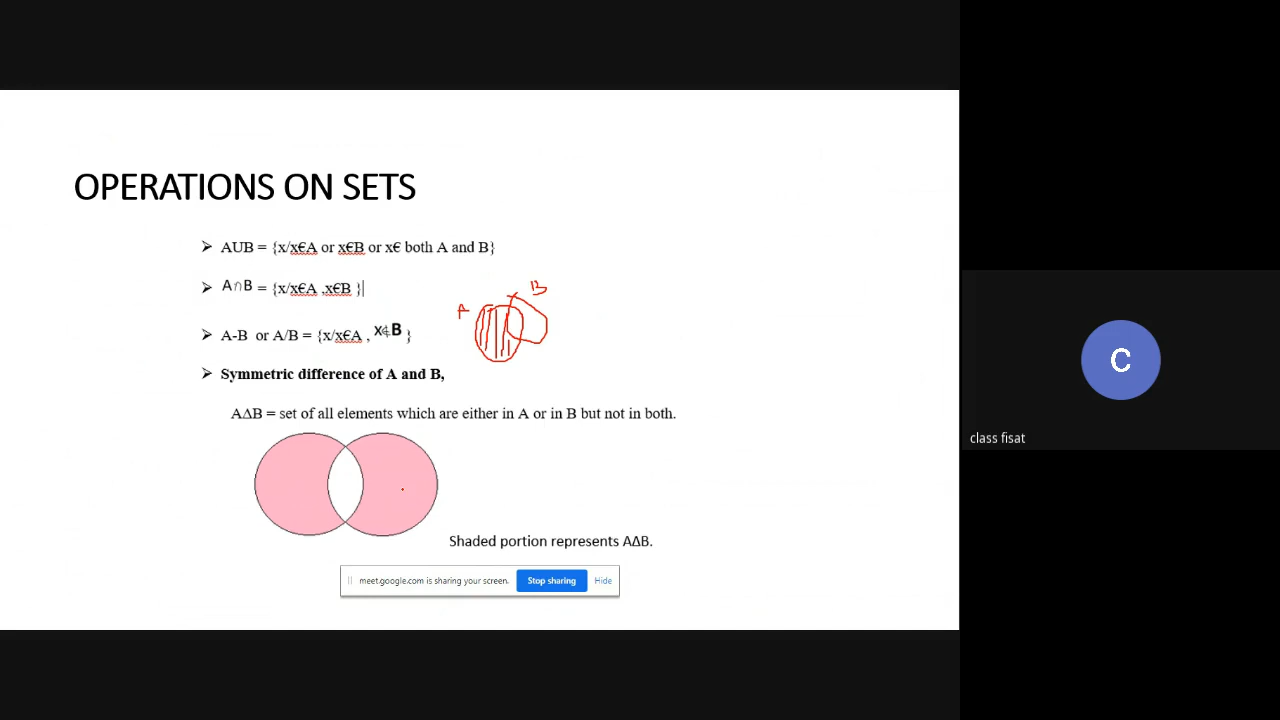 OPERATIONS ON SETS
➢ AUB = {x/x€A or x€B or x€ both A and B}
➢ A∩B = {x/x€A ,x€B }
➢ A-B or A/B = {x/x€A , x∉B }
A
B
➢ Symmetric difference of A and B,
AΔB = set of all elements which are either in A or in B but not in both.
Shaded portion represents AΔB.
meet.google.com is sharing your screen. Stop sharing Hide
C
class fisat